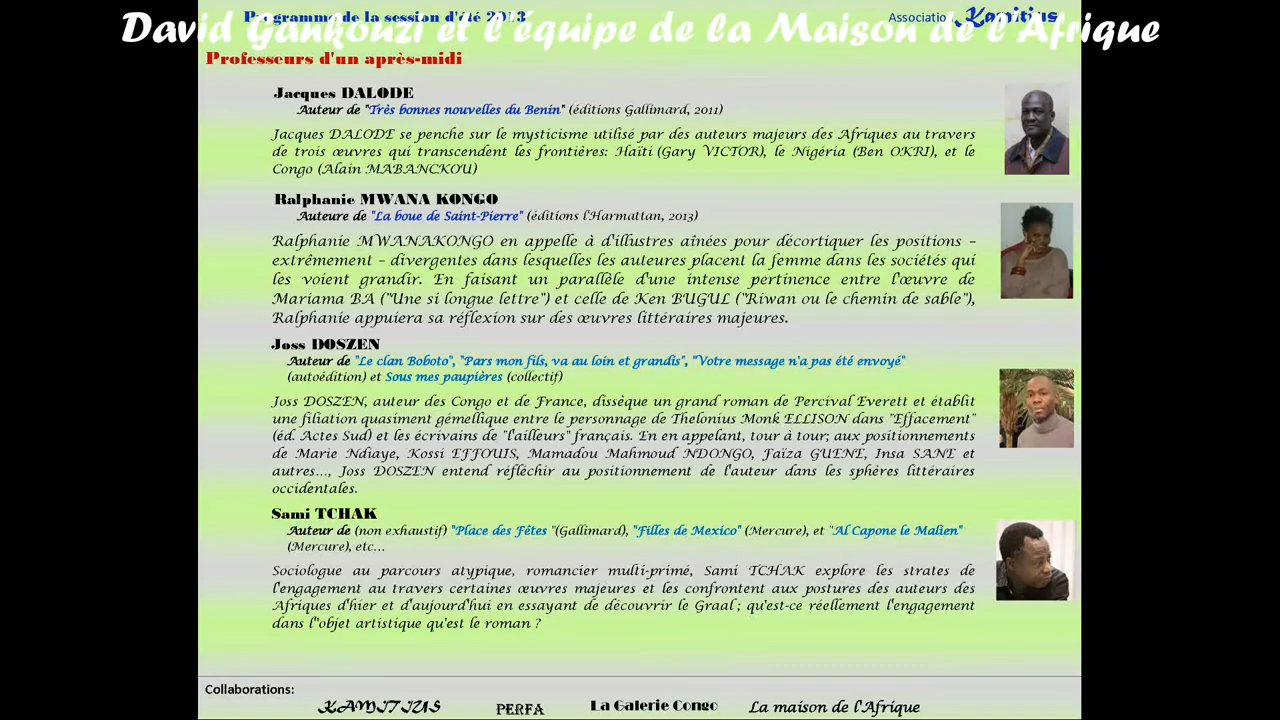 Programme de la session d'été 2013
Association Kamitius
David Gankouzi et l'équipe de la Maison de l'Afrique
Professeurs d'un après-midi
Jacques DALODE
Auteur de "Très bonnes nouvelles du Benin" (éditions Gallimard, 2011)
Jacques DALODE se penche sur le mysticisme utilisé par des auteurs majeurs des Afriques au travers
de trois œuvres qui transcendent les frontières: Haïti (Gary VICTOR), le Nigéria (Ben OKRI), et le
Congo (Alain MABANCKOU)
Ralphanie MWANA KONGO
Auteure de "La boue de Saint-Pierre" (éditions l'Harmattan, 2013)
Ralphanie MWANAKONGO en appelle à d'illustres aînées pour décortiquer les positions –
extrêmement – divergentes dans lesquelles les auteures placent la femme dans les sociétés qui
les voient grandir. En faisant un parallèle d'une intense pertinence entre l'œuvre de
Mariama BA ("Une si longue lettre") et celle de Ken BUGUL ("Riwan ou le chemin de sable"),
Ralphanie appuiera sa réflexion sur des œuvres littéraires majeures.
Joss DOSZEN
Auteur de "Le clan Boboto", "Pars mon fils, va au loin et grandis", "Votre message n'a pas été envoyé"
(autoédition) et Sous mes paupières (collectif)
Joss DOSZEN, auteur des Congo et de France, dissèque un grand roman de Percival Everett et établit
une filiation quasiment gémellique entre le personnage de Thelonius Monk ELLISON dans "Effacement"
(éd. Actes Sud) et les écrivains de "l'ailleurs" français. En en appelant, tour à tour; aux positionnements
de Marie Ndiaye, Kossi EFFOUIS, Mamadou Mahmoud NDONGO, Faïza GUENE, Insa SANE et
autres…, Joss DOSZEN entend réfléchir au positionnement de l'auteur dans les sphères littéraires
occidentales.
Sami TCHAK
Auteur de (non exhaustif) "Place des Fêtes "(Gallimard), "Filles de Mexico" (Mercure), et "Al Capone le Malien"
(Mercure), etc…
Sociologue au parcours atypique, romancier multi-primé, Sami TCHAK explore les strates de
l'engagement au travers certaines œuvres majeures et les confrontent aux postures des auteurs des
Afriques d'hier et d'aujourd'hui en essayant de découvrir le Graal ; qu'est-ce réellement l'engagement
dans l"objet artistique qu'est le roman ?
Collaborations:
KAMITIUS PERFA La Galerie Congo La maison de l'Afrique